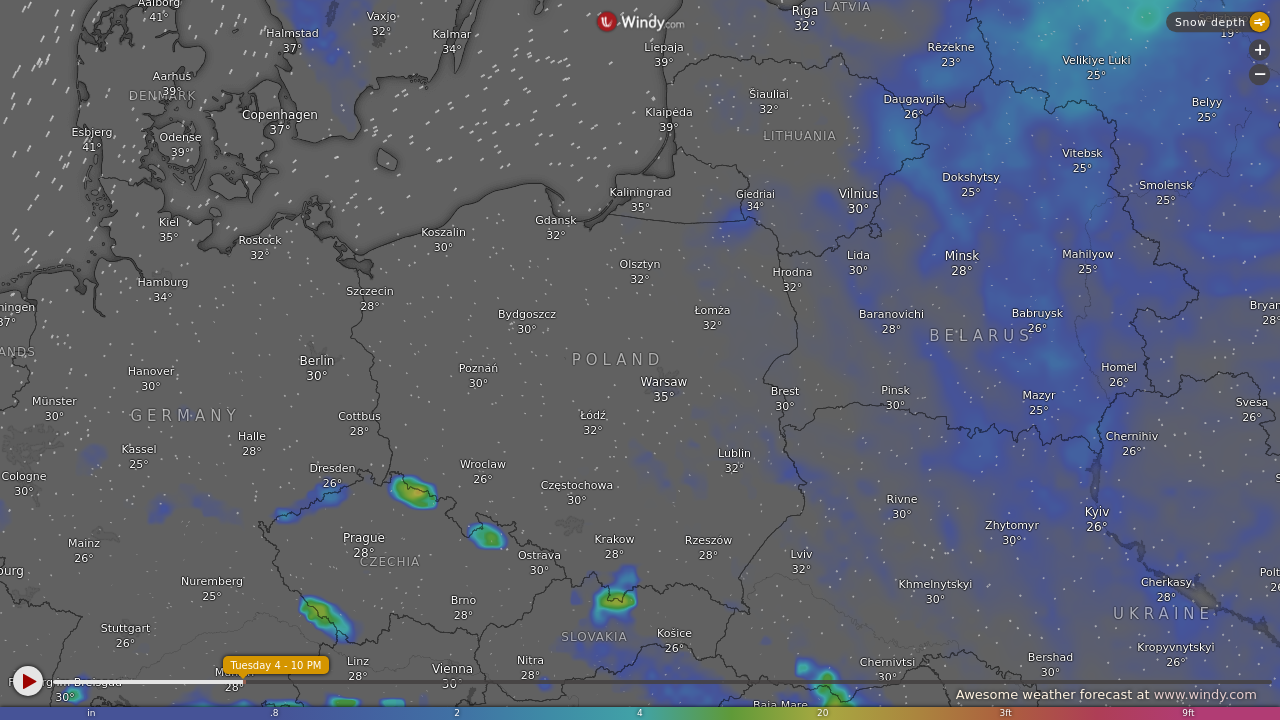 Aalborg
41°
Vaxjo
32°
Windy.com
Riga
32°
LATVIA
Snow depth
19°
Halmstad
37°
Kalmar
34°
Liepaja
39°
Rēzekne
23°
Velikiye Luki
25°
+
−
Aarhus
39°
DENMARK
Copenhagen
37°
Klaipėda
39°
Šiauliai
32°
Daugavpils
26°
Belyy
25°
Esbjerg
41°
Odense
39°
LITHUANIA
Vitebsk
25°
Kiel
35°
Rostock
32°
Koszalin
30°
Gdansk
32°
Kaliningrad
35°
Giedriai
34°
Vilnius
30°
Dokshytsy
25°
Smolensk
25°
Hamburg
34°
Szczecin
28°
Olsztyn
32°
Hrodna
32°
Lida
30°
Minsk
28°
Mahilyow
25°
ningen
37°
Bydgoszcz
30°
Łomża
32°
Baranovichi
28°
Babruysk
26°
Bryan
28°
ANDS
BELARUS
POLAND
Hanover
30°
Berlin
30°
Poznań
30°
Warsaw
35°
Brest
30°
Pinsk
30°
Homel
26°
Münster
30°
GERMANY
Cottbus
28°
Łódź
32°
Mazyr
25°
Svesa
26°
Kassel
25°
Halle
28°
Lublin
32°
Chernihiv
26°
Cologne
30°
Dresden
26°
Wroclaw
26°
Częstochowa
30°
Rivne
30°
Kyiv
26°
Mainz
26°
Prague
28°
CZECHIA
Ostrava
30°
Krakow
28°
Rzeszow
28°
Lviv
32°
Zhytomyr
30°
burg
Nuremberg
25°
Brno
28°
Khmelnytskyi
30°
Cherkasy
28°
Polt
UKRAINE
Stuttgart
26°
SLOVAKIA
Košice
26°
Kropyvnytskyi
26°
Tuesday 4 - 10 PM
Linz
28°
Vienna
30°
Nitra
28°
Chernivtsi
30°
Bershad
30°
28°
30°
Baia Mare
Awesome weather forecast at www.windy.com
in .8 2 4 20 3ft 9ft